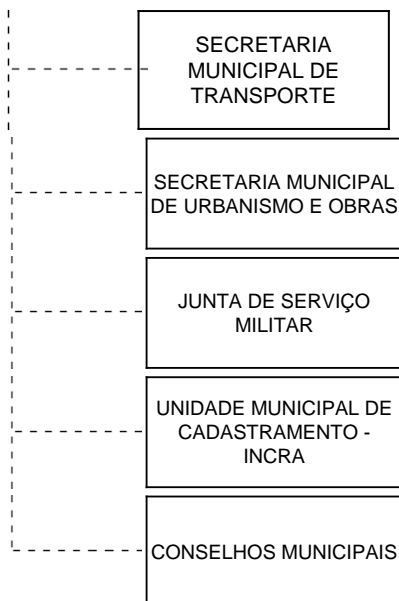 SECRETARIA
MUNICIPAL DE
TRANSPORTE
SECRETARIA MUNICIPAL
DE URBANISMO E OBRAS
JUNTA DE SERVIÇO
MILITAR
UNIDADE MUNICIPAL DE
CADASTRAMENTO -
INCRA
CONSELHOS MUNICIPAIS